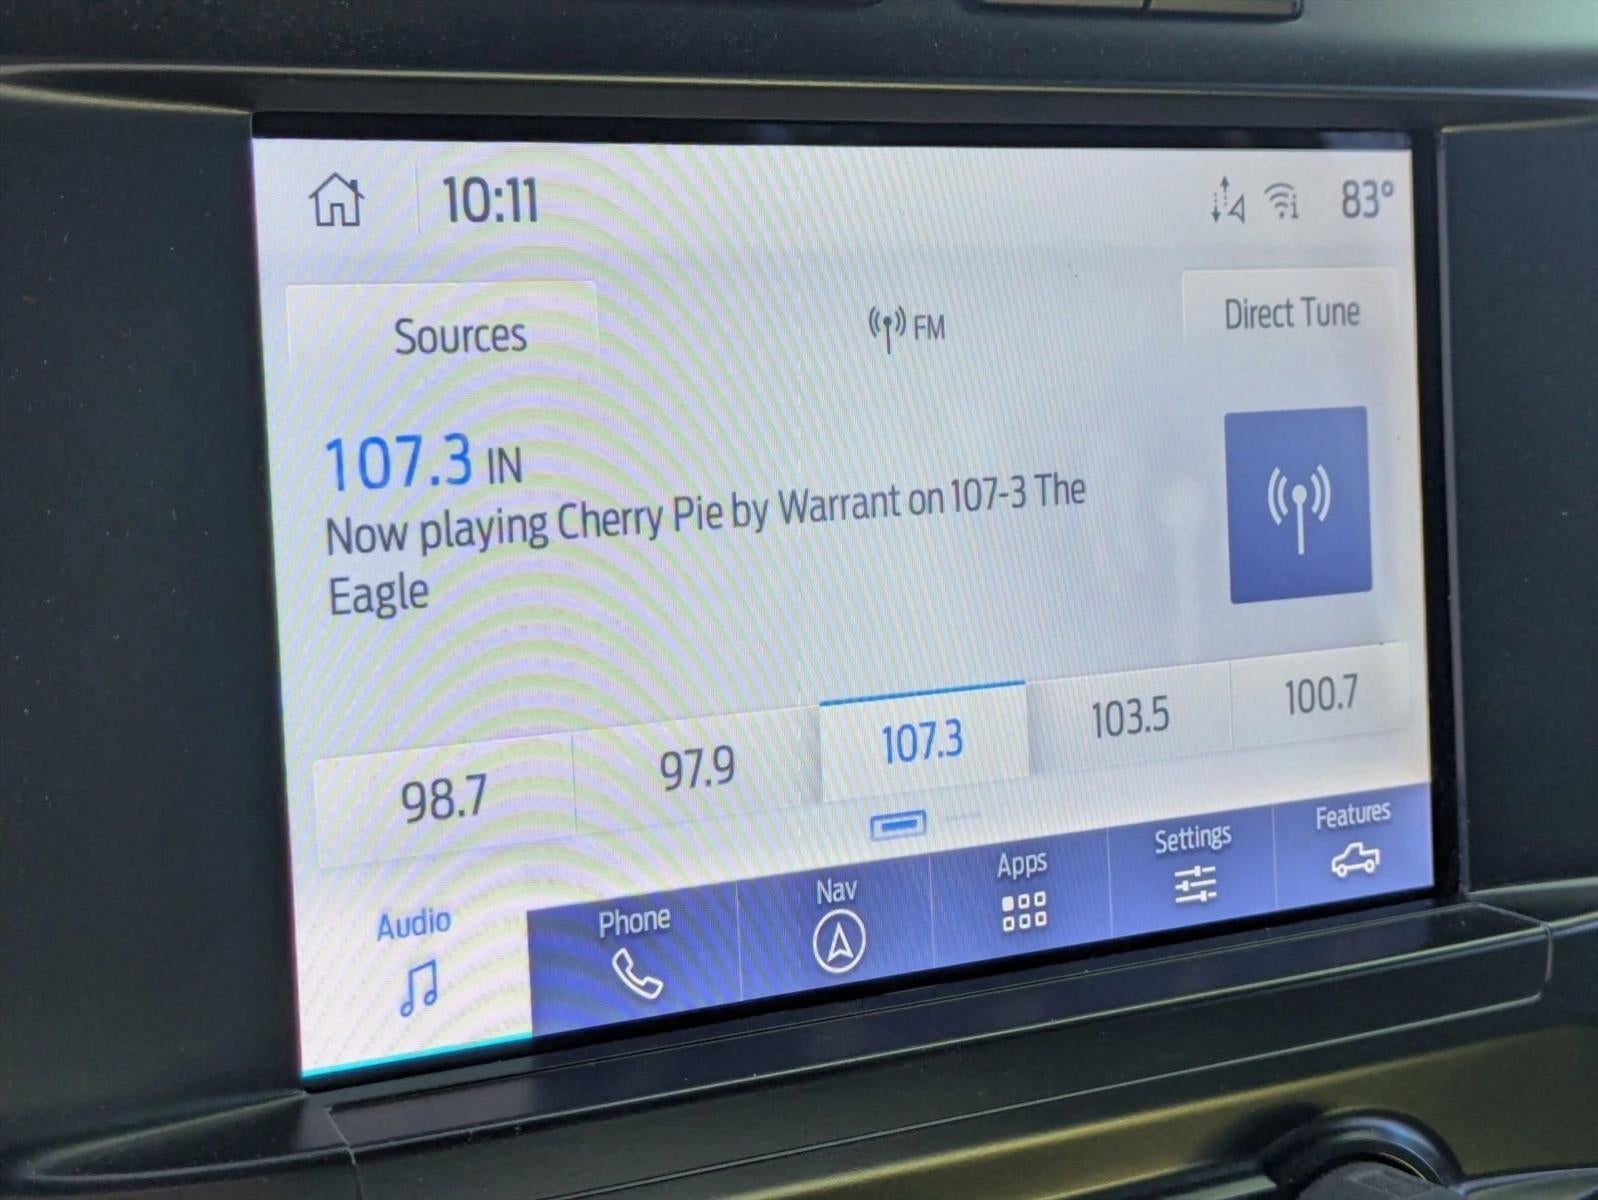 10:11
83°
Sources
FM
Direct Tune
107.3 IN
Now playing Cherry Pie by Warrant on 107-3 The
Eagle
98.7
97.9
107.3
103.5
100.7
Audio
Phone
Nav
Apps
Settings
Features